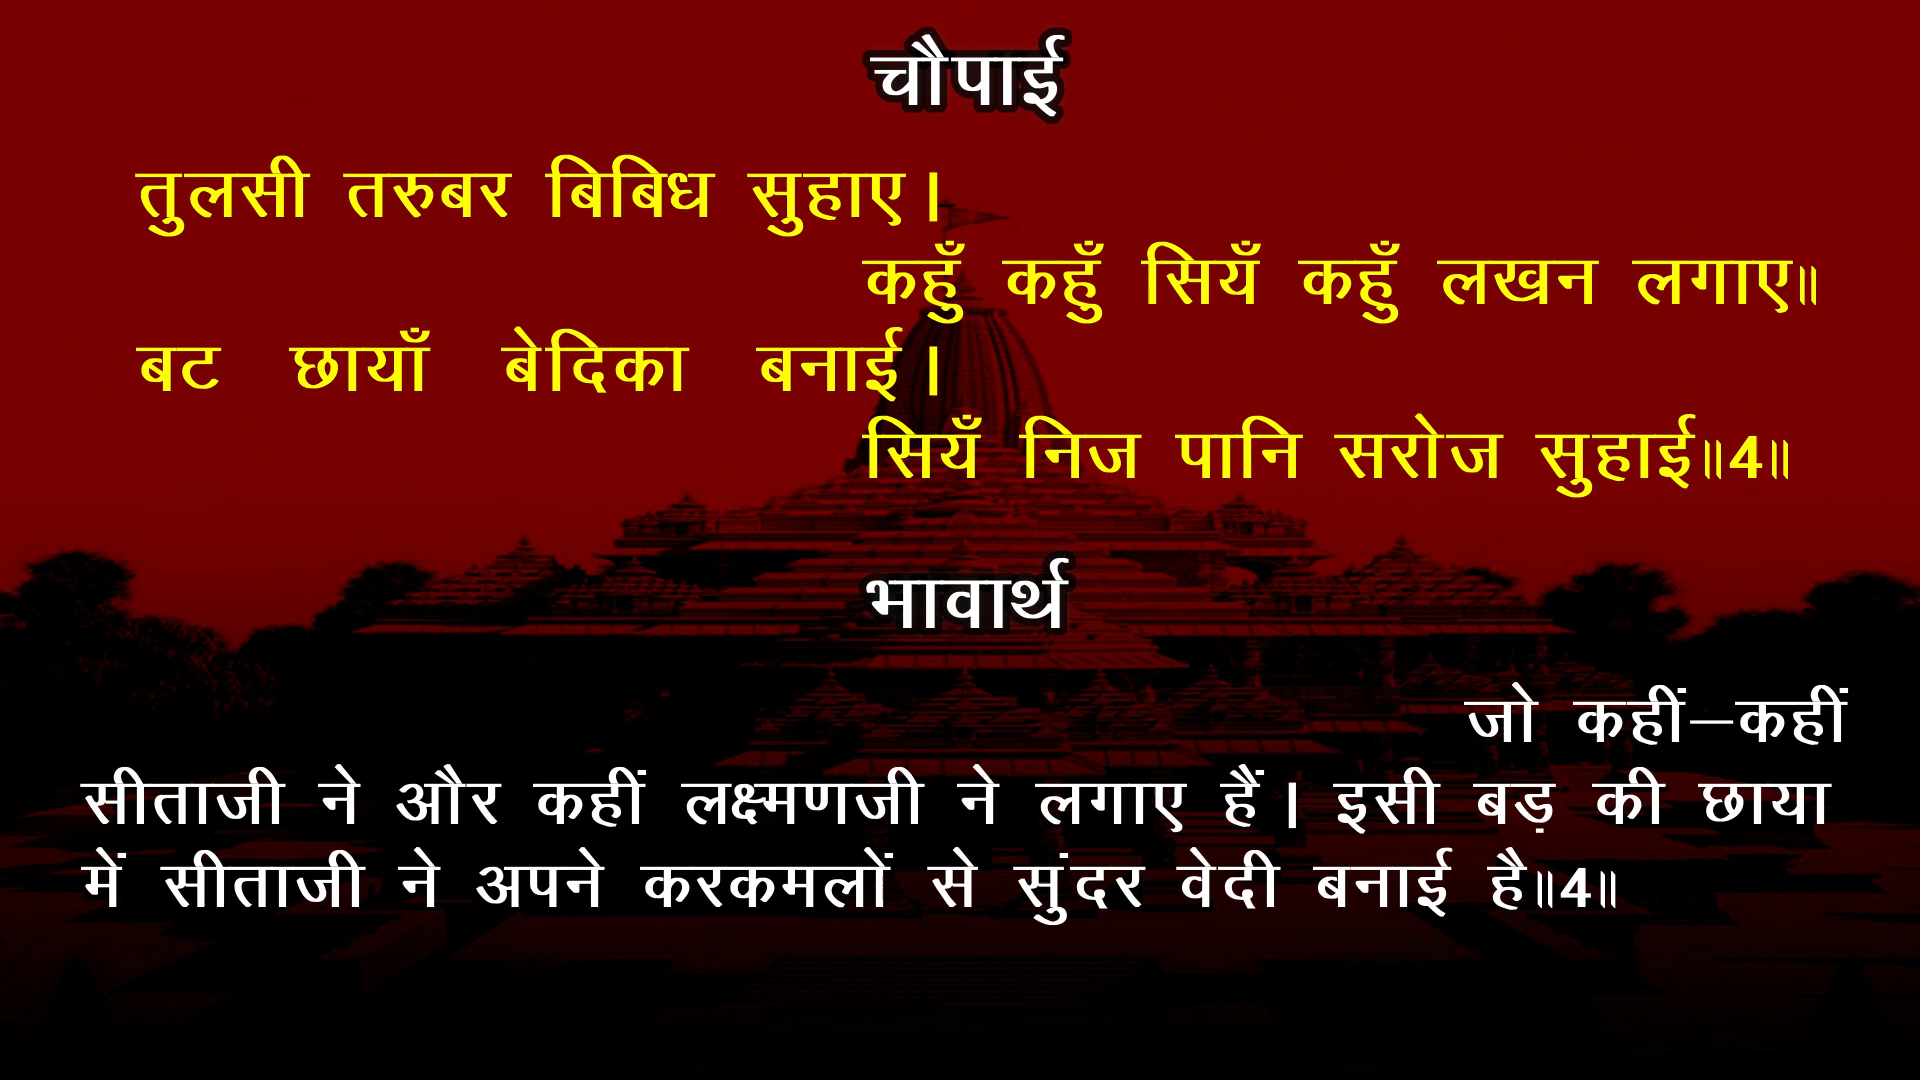 चौपाई
तुलसी तरुबर बिबिध सुहाए।
कहुँ कहुँ सियँ कहुँ लखन लगाए॥
बट छायाँ बेदिका बनाई।
सियँ निज पानि सरोज सुहाई॥4॥
भावार्थ
जो कहीं-कहीं
सीताजी ने और कहीं लक्ष्मणजी ने लगाए हैं। इसी बड़ की छाया
में सीताजी ने अपने करकमलों से सुंदर वेदी बनाई है॥4॥